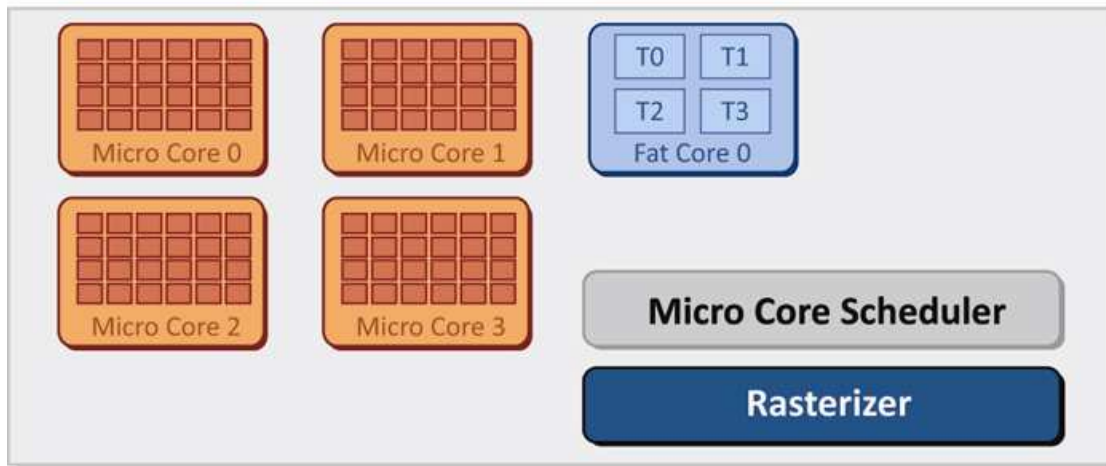 T0 T1
T2 T3
Micro Core 0
Micro Core 1
Fat Core 0
Micro Core 2
Micro Core 3
Micro Core Scheduler
Rasterizer